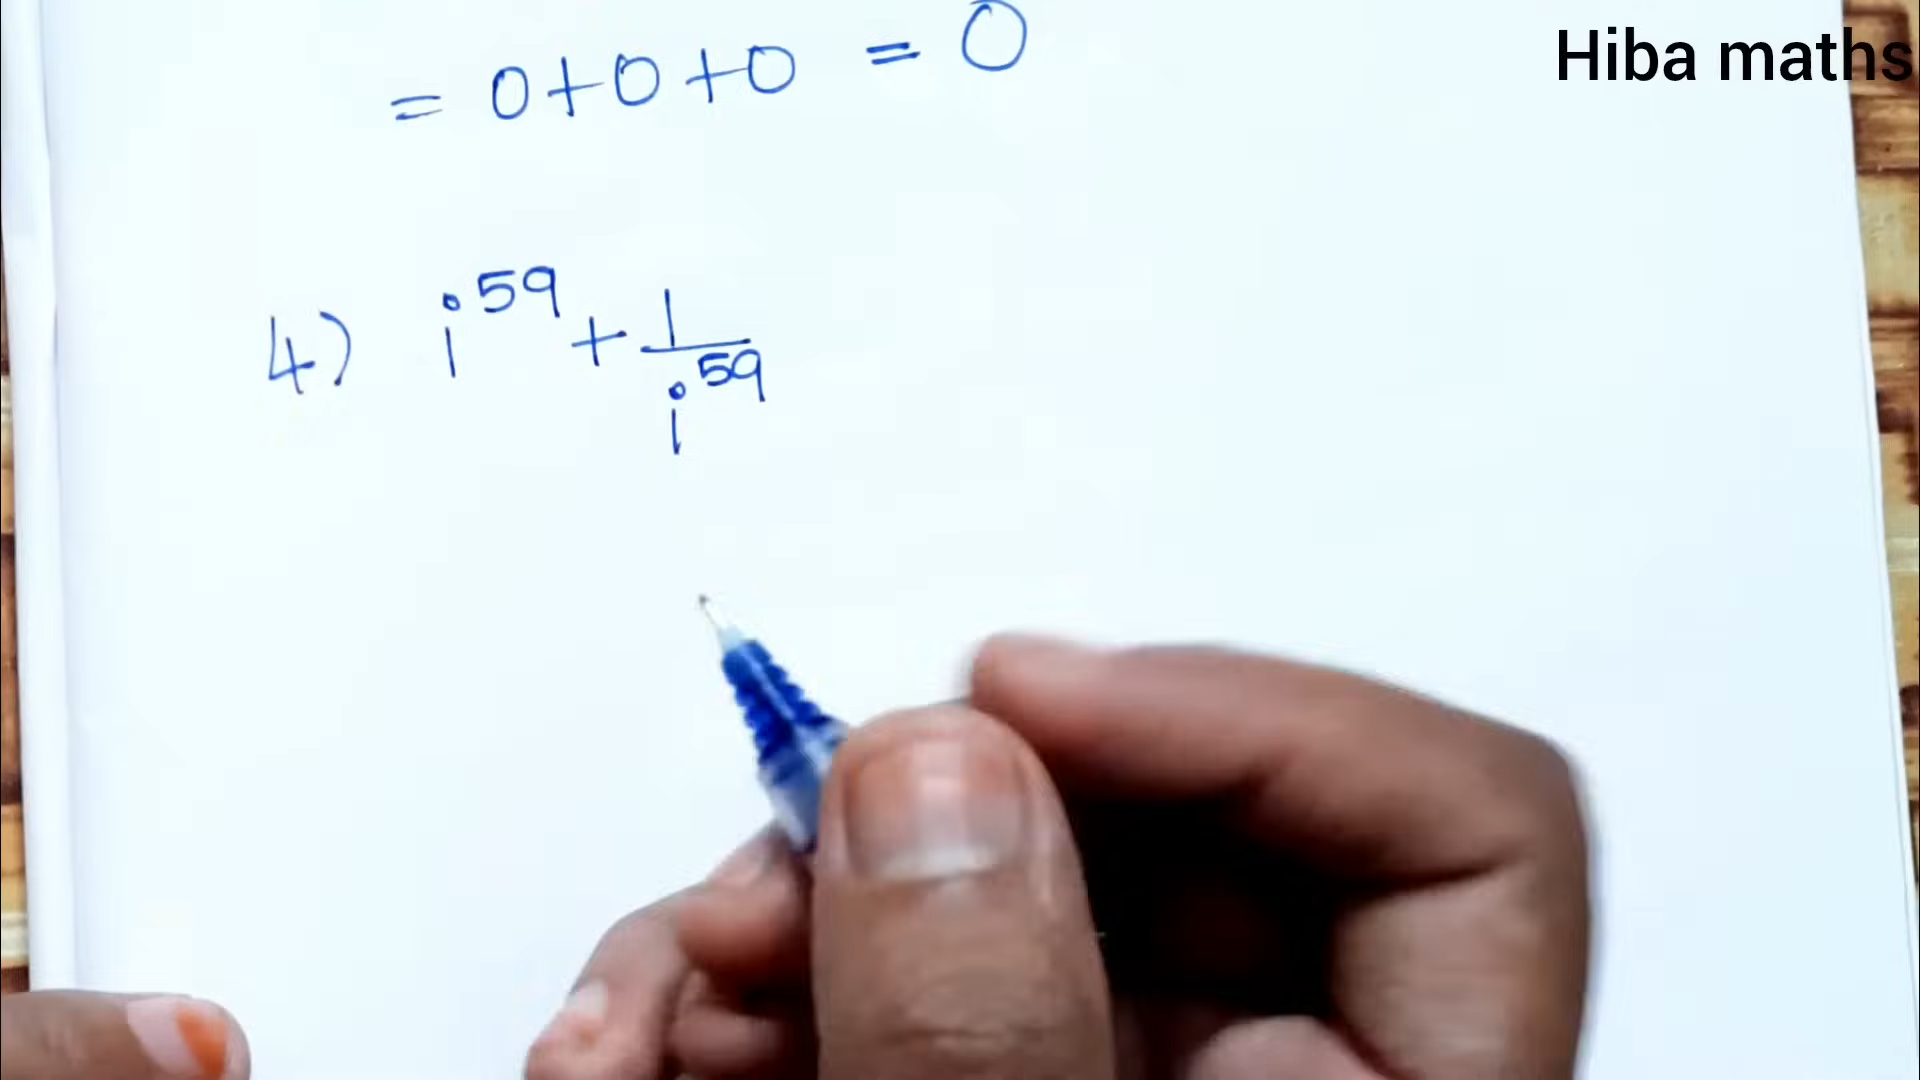 Hiba maths
= 0+0+0 = 0
4) i^59 + 1/i^59